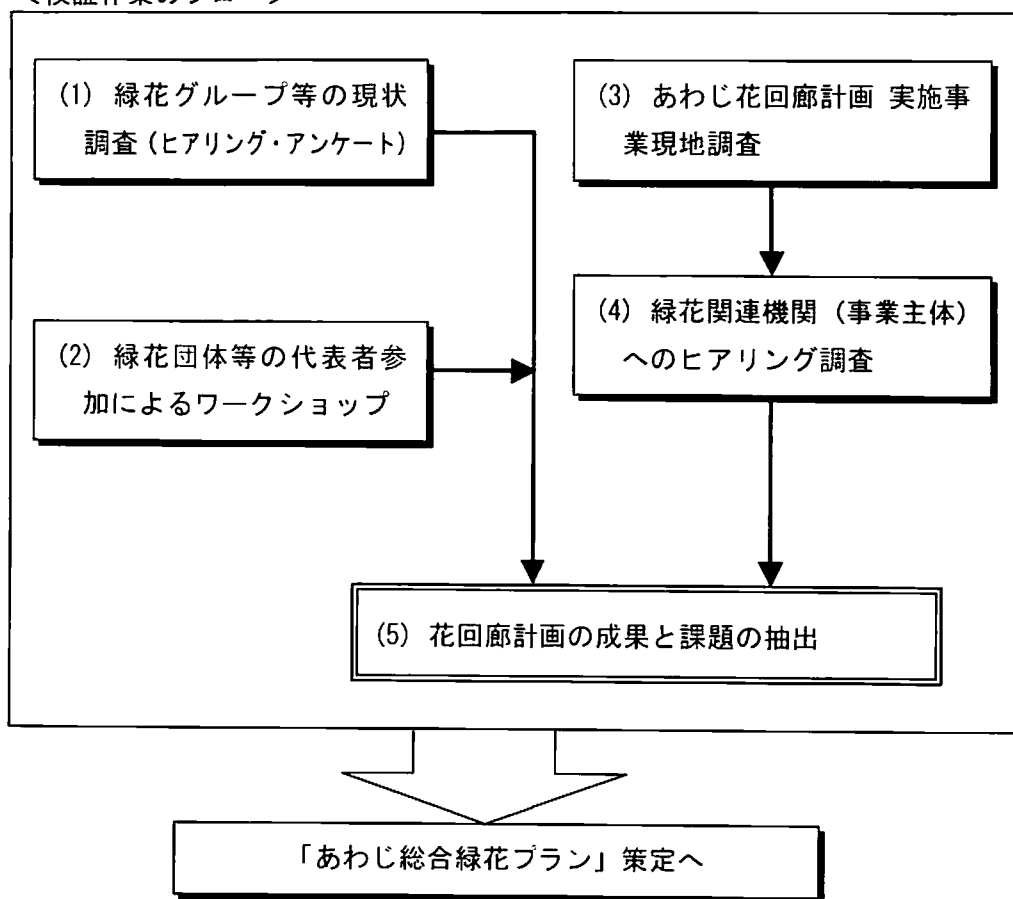 (1) 緑花グループ等の現状
調査（ヒアリング・アンケート）
(2) 緑花団体等の代表者参
加によるワークショップ
(3) あわじ花回廊計画 実施事
業現地調査
(4) 緑花関連機関（事業主体）
へのヒアリング調査
(5) 花回廊計画の成果と課題の抽出
「あわじ総合緑花プラン」策定へ